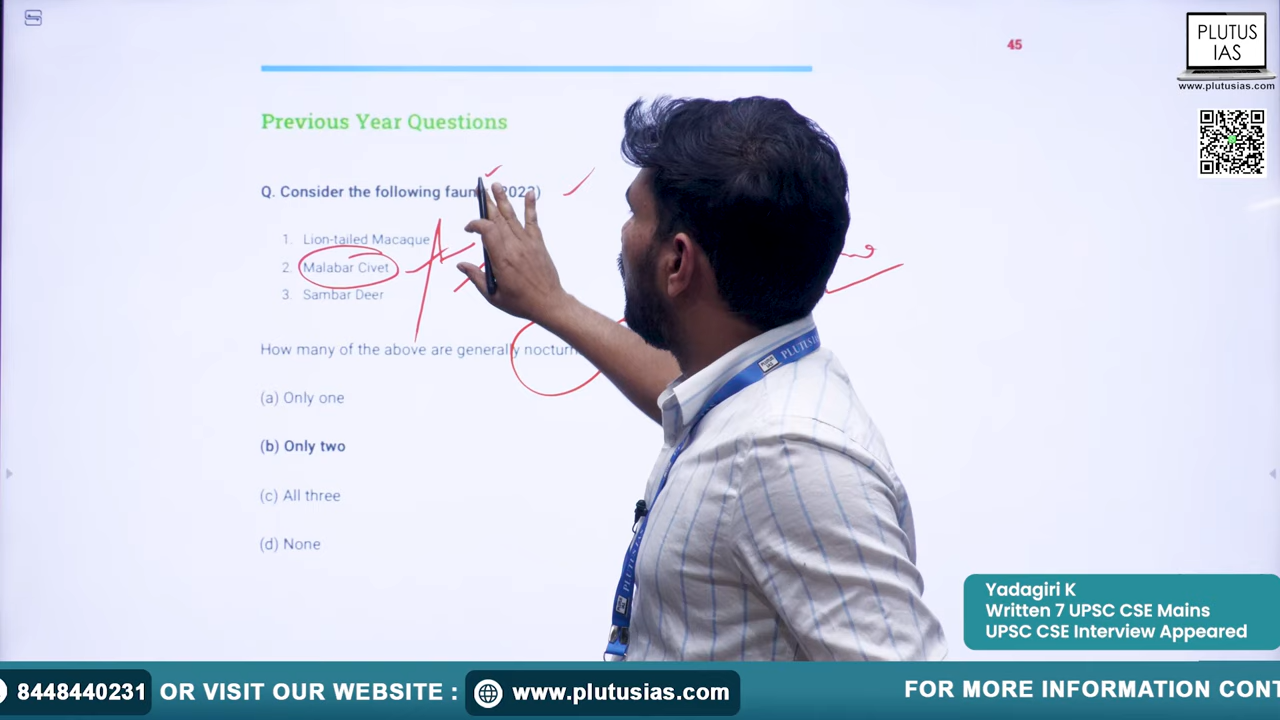 45
PLUTUS
IAS
www.plutusias.com
Previous Year Questions
Q. Consider the following
1. Lion-tailed Macaque
2. Malabar Civet
3. Sambar Deer
How many of the above are generally
(a) Only one
(b) Only two
(c) All three
(d) None
PLUTUS
Yadagiri K
Written 7 UPSC CSE Mains
UPSC CSE Interview Appeared
8448440231 OR VISIT OUR WEBSITE : www.plutusias.com FOR MORE INFORMATION